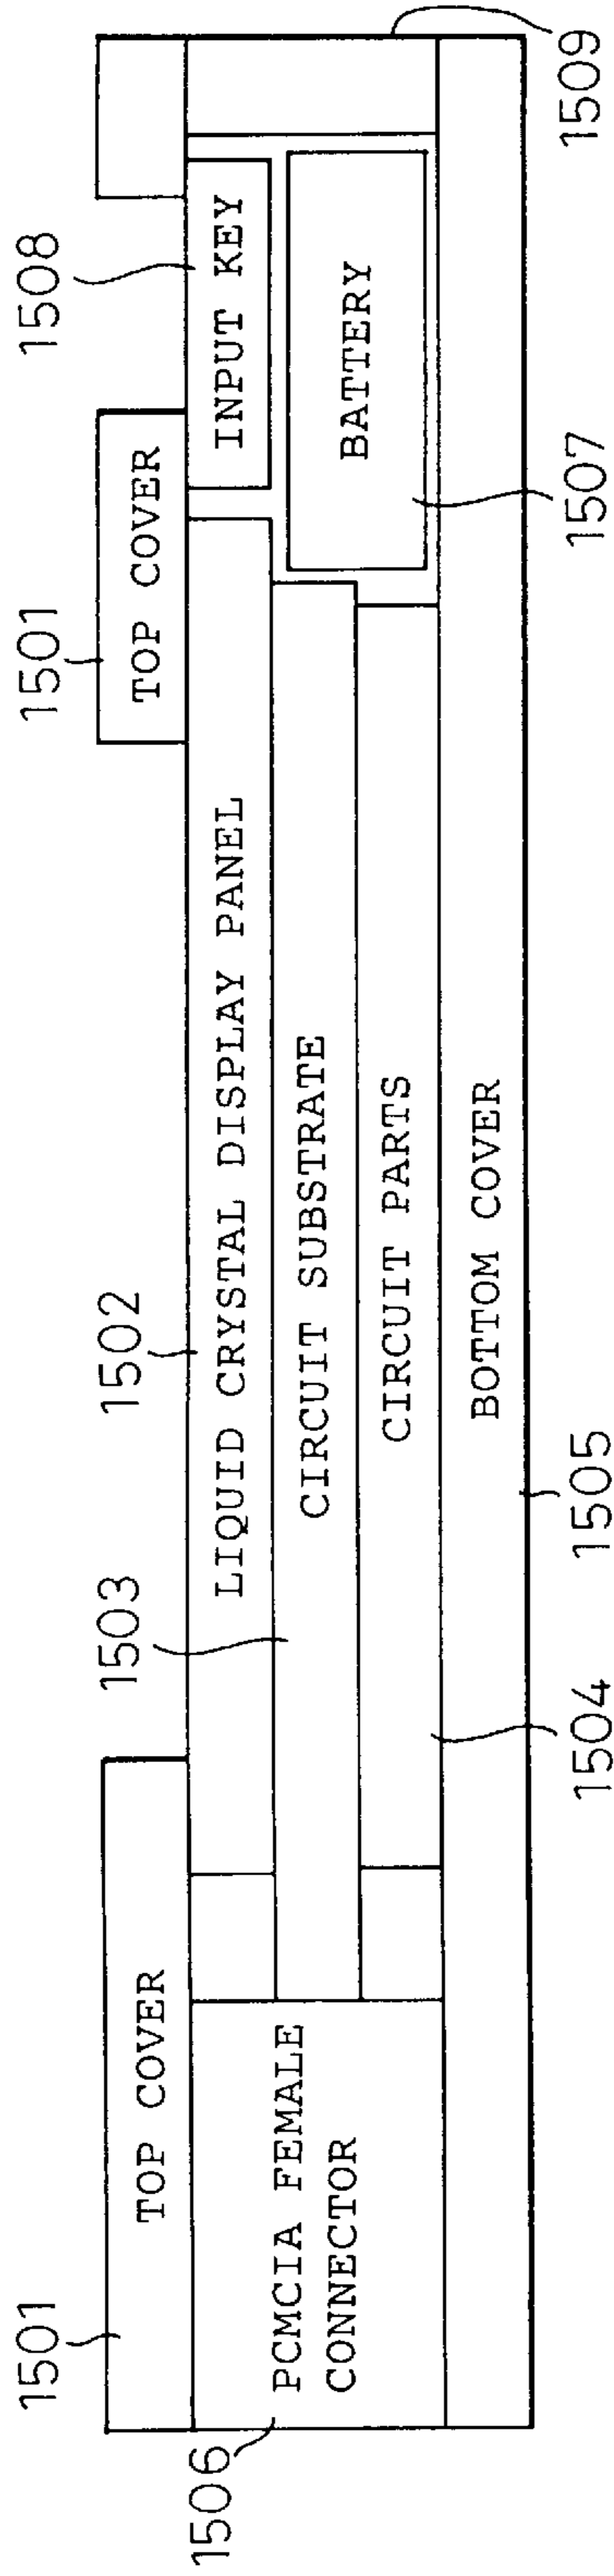 1501
TOP COVER
1506
PCMCIA FEMALE
CONNECTOR
1503
1502
LIQUID CRYSTAL DISPLAY PANEL
CIRCUIT SUBSTRATE
CIRCUIT PARTS
BOTTOM COVER
1504
1505
1501
TOP COVER
1508
INPUT KEY
BATTERY
1507
1509